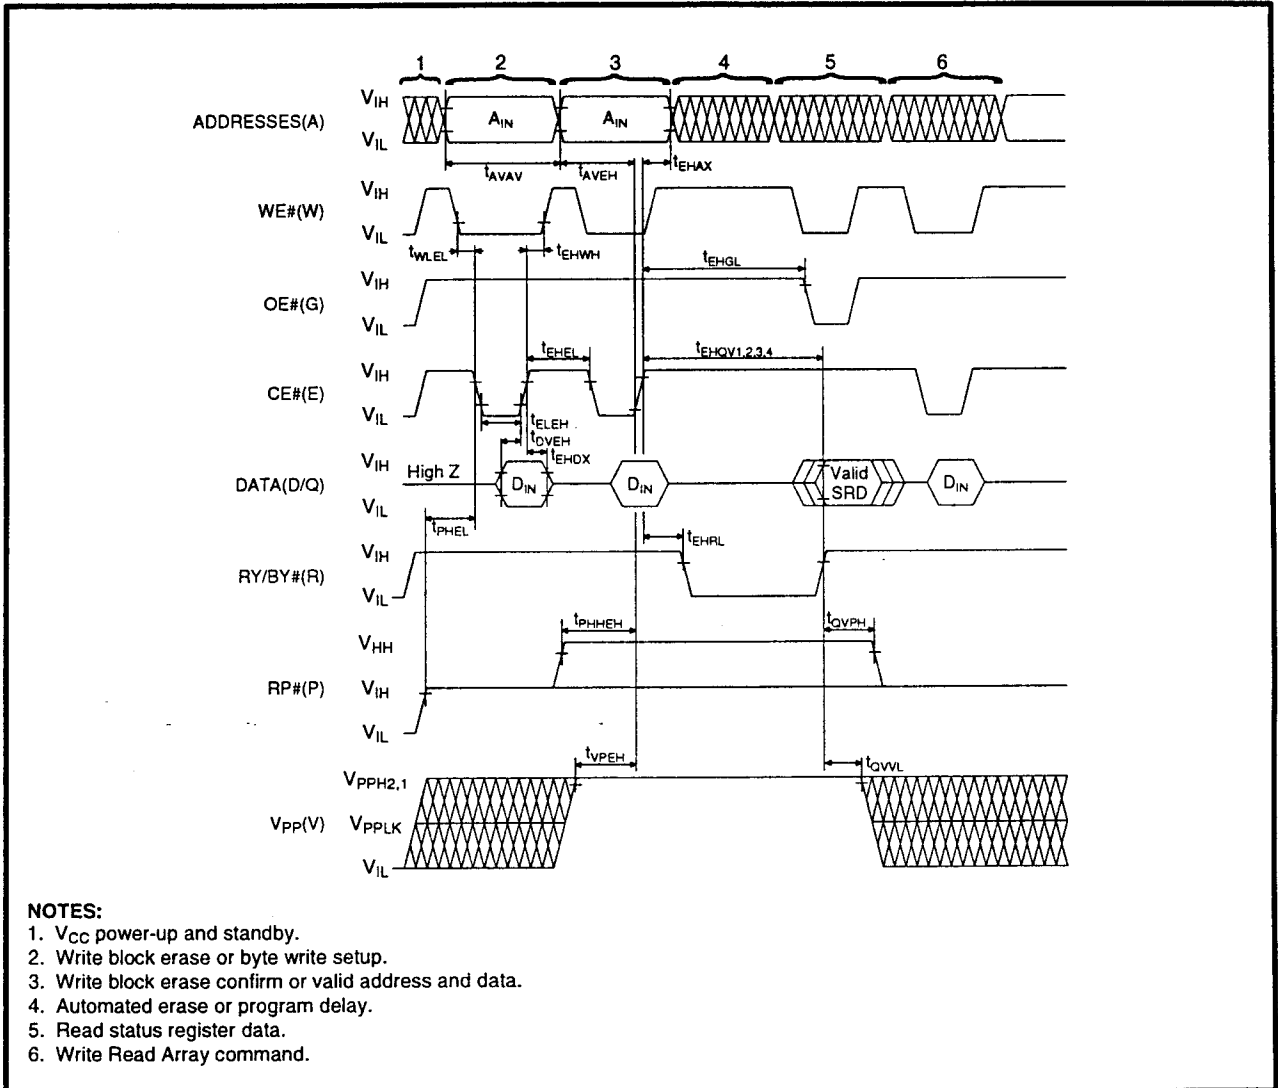 1 2 3 4 5 6
ADDRESSES(A) VIH VIL AIN AIN
tAVAV tAVEH tEHAX
WE#(W) VIH VIL
tWLEL tEHWH tEHGL
OE#(G) VIH VIL
tEHEL tEHQV1,2,3,4
CE#(E) VIH VIL
tELEH
tDVEH
tEHDX
DATA(D/Q) VIH VIL High Z DIN DIN Valid SRD DIN
tPHEL tEHRL
RY/BY#(R) VIH VIL
tPHHEH tQVPH
RP#(P) VHH VIH VIL
tVPEH tQVVL
VPP(V) VPPH2,1 VPPLK VIL
NOTES:
1. VCC power-up and standby.
2. Write block erase or byte write setup.
3. Write block erase confirm or valid address and data.
4. Automated erase or program delay.
5. Read status register data.
6. Write Read Array command.